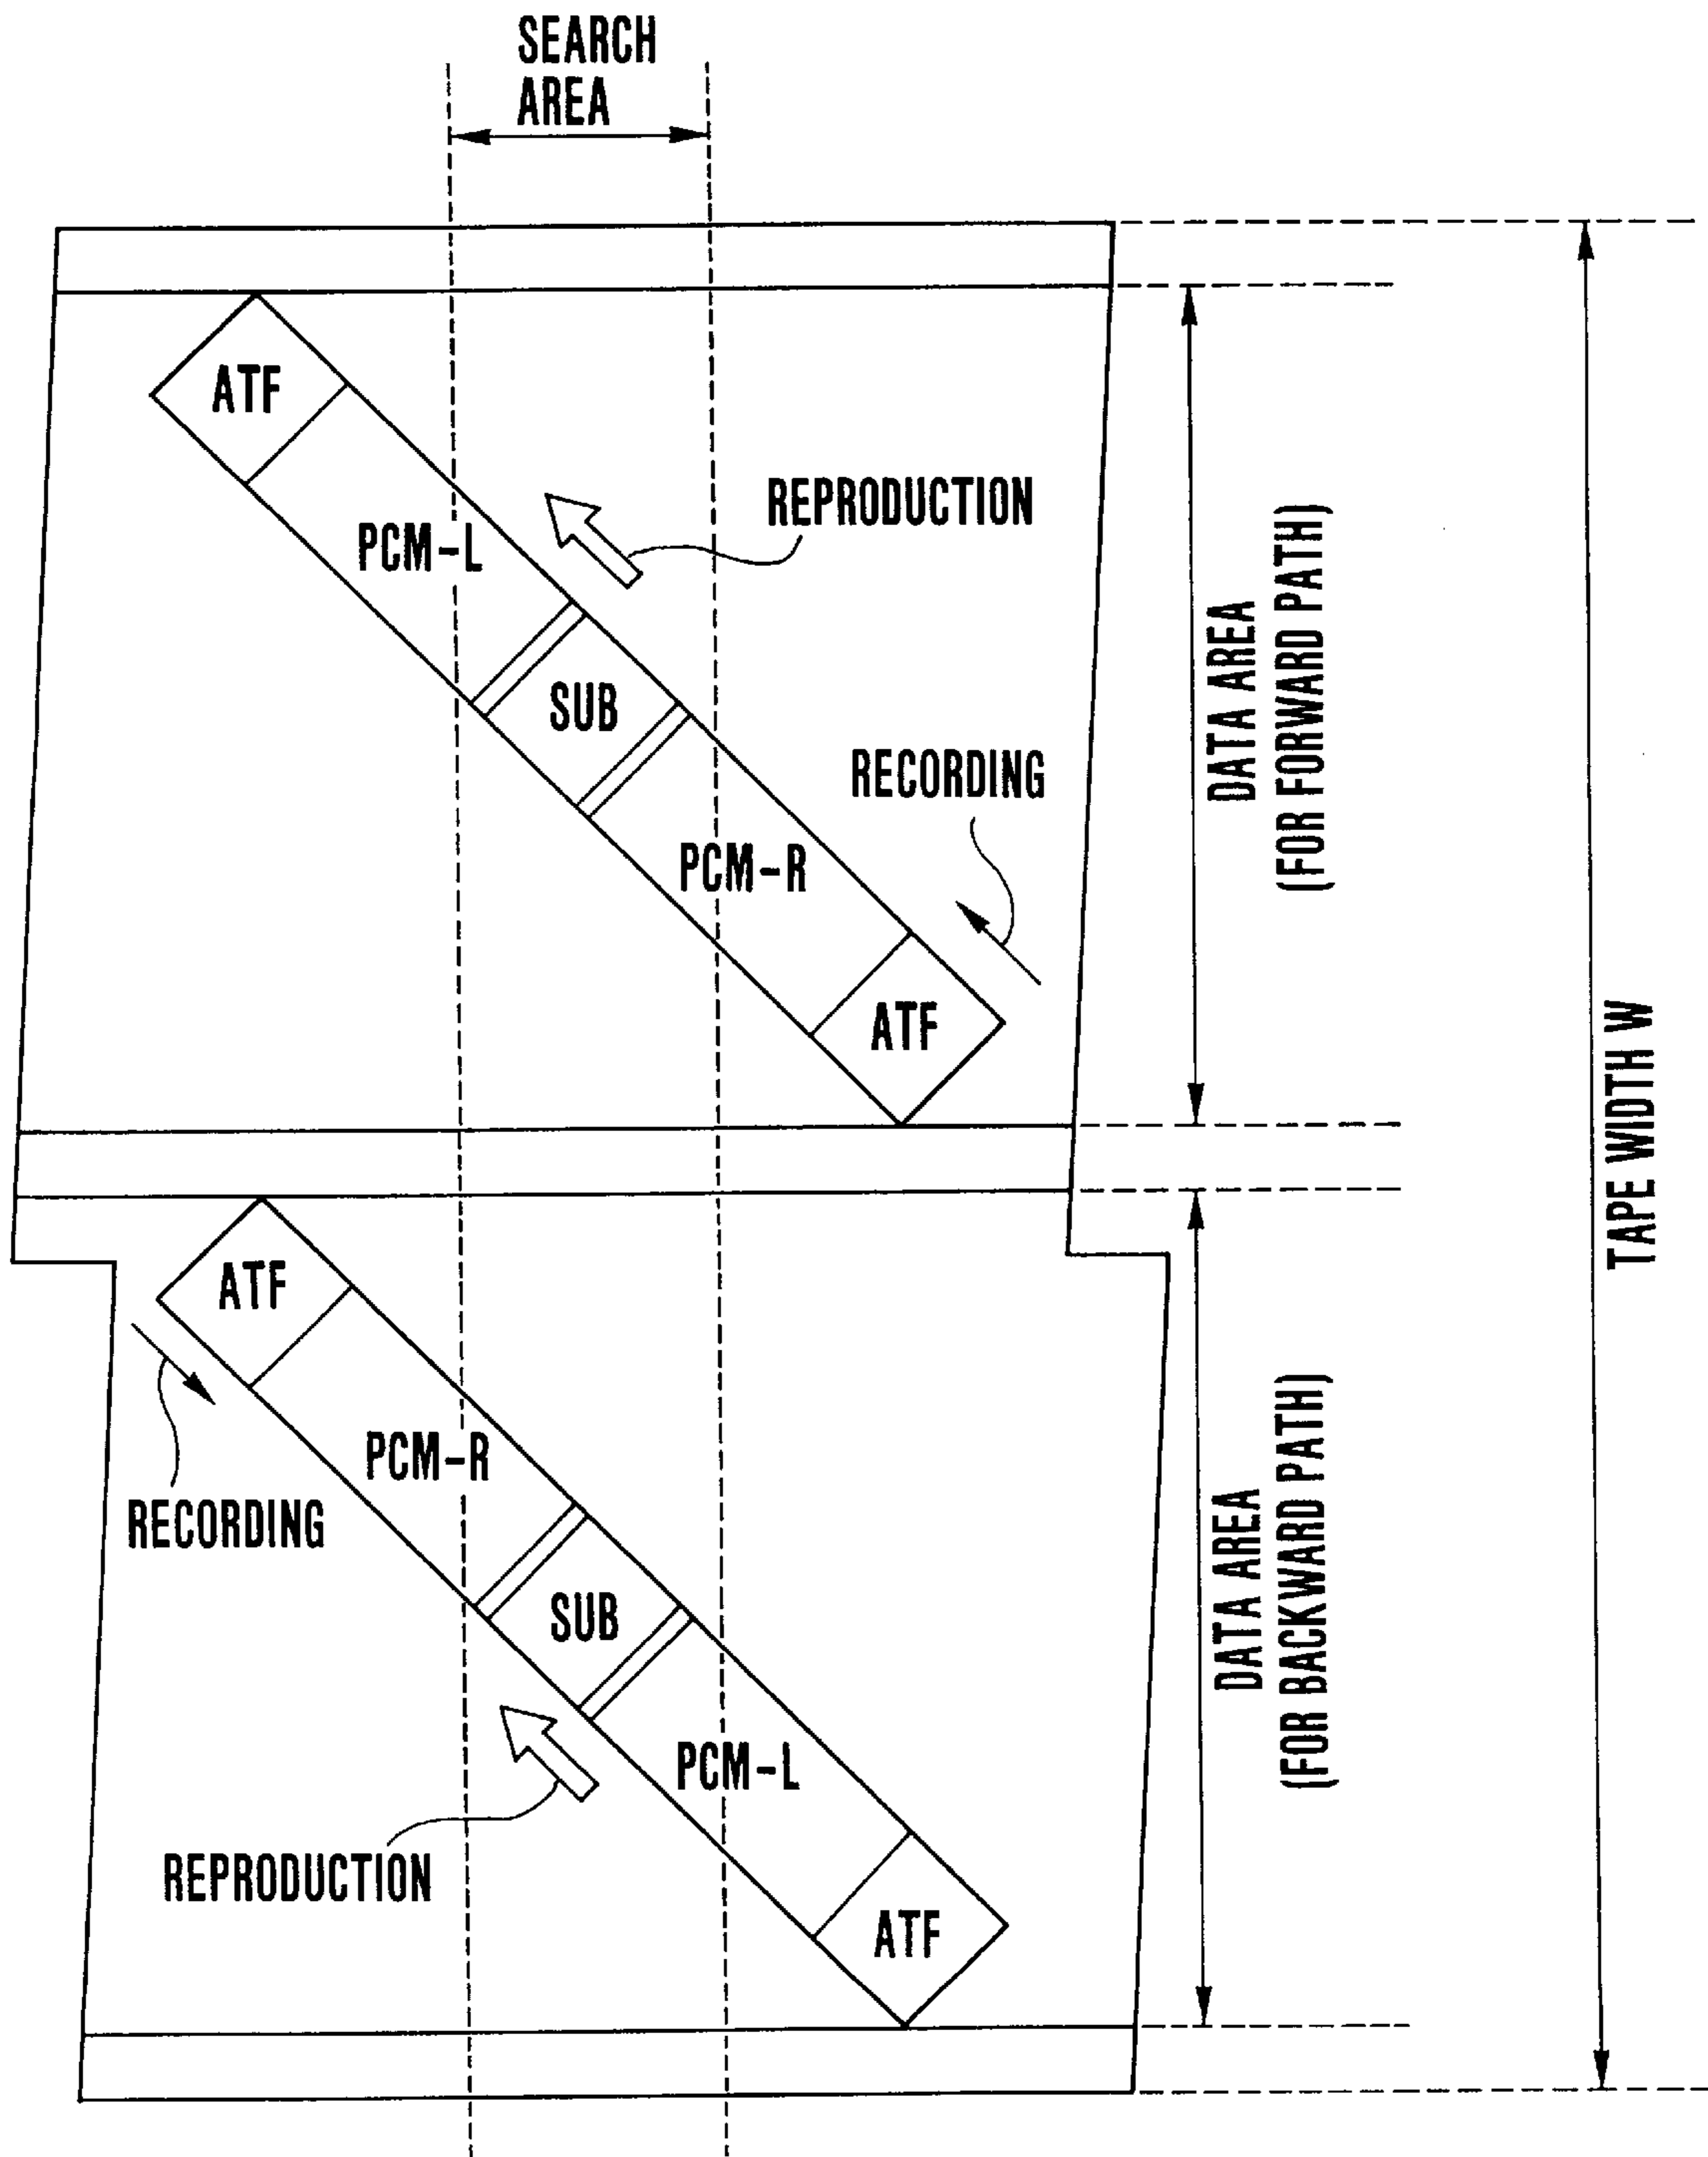 SEARCH
AREA
ATF
PCM-L
REPRODUCTION
SUB
RECORDING
PCM-R
ATF
DATA AREA
(FOR FORWARD PATH)
TAPE WIDTH W
ATF
PCM-R
RECORDING
SUB
PCM-L
REPRODUCTION
ATF
DATA AREA
(FOR BACKWARD PATH)